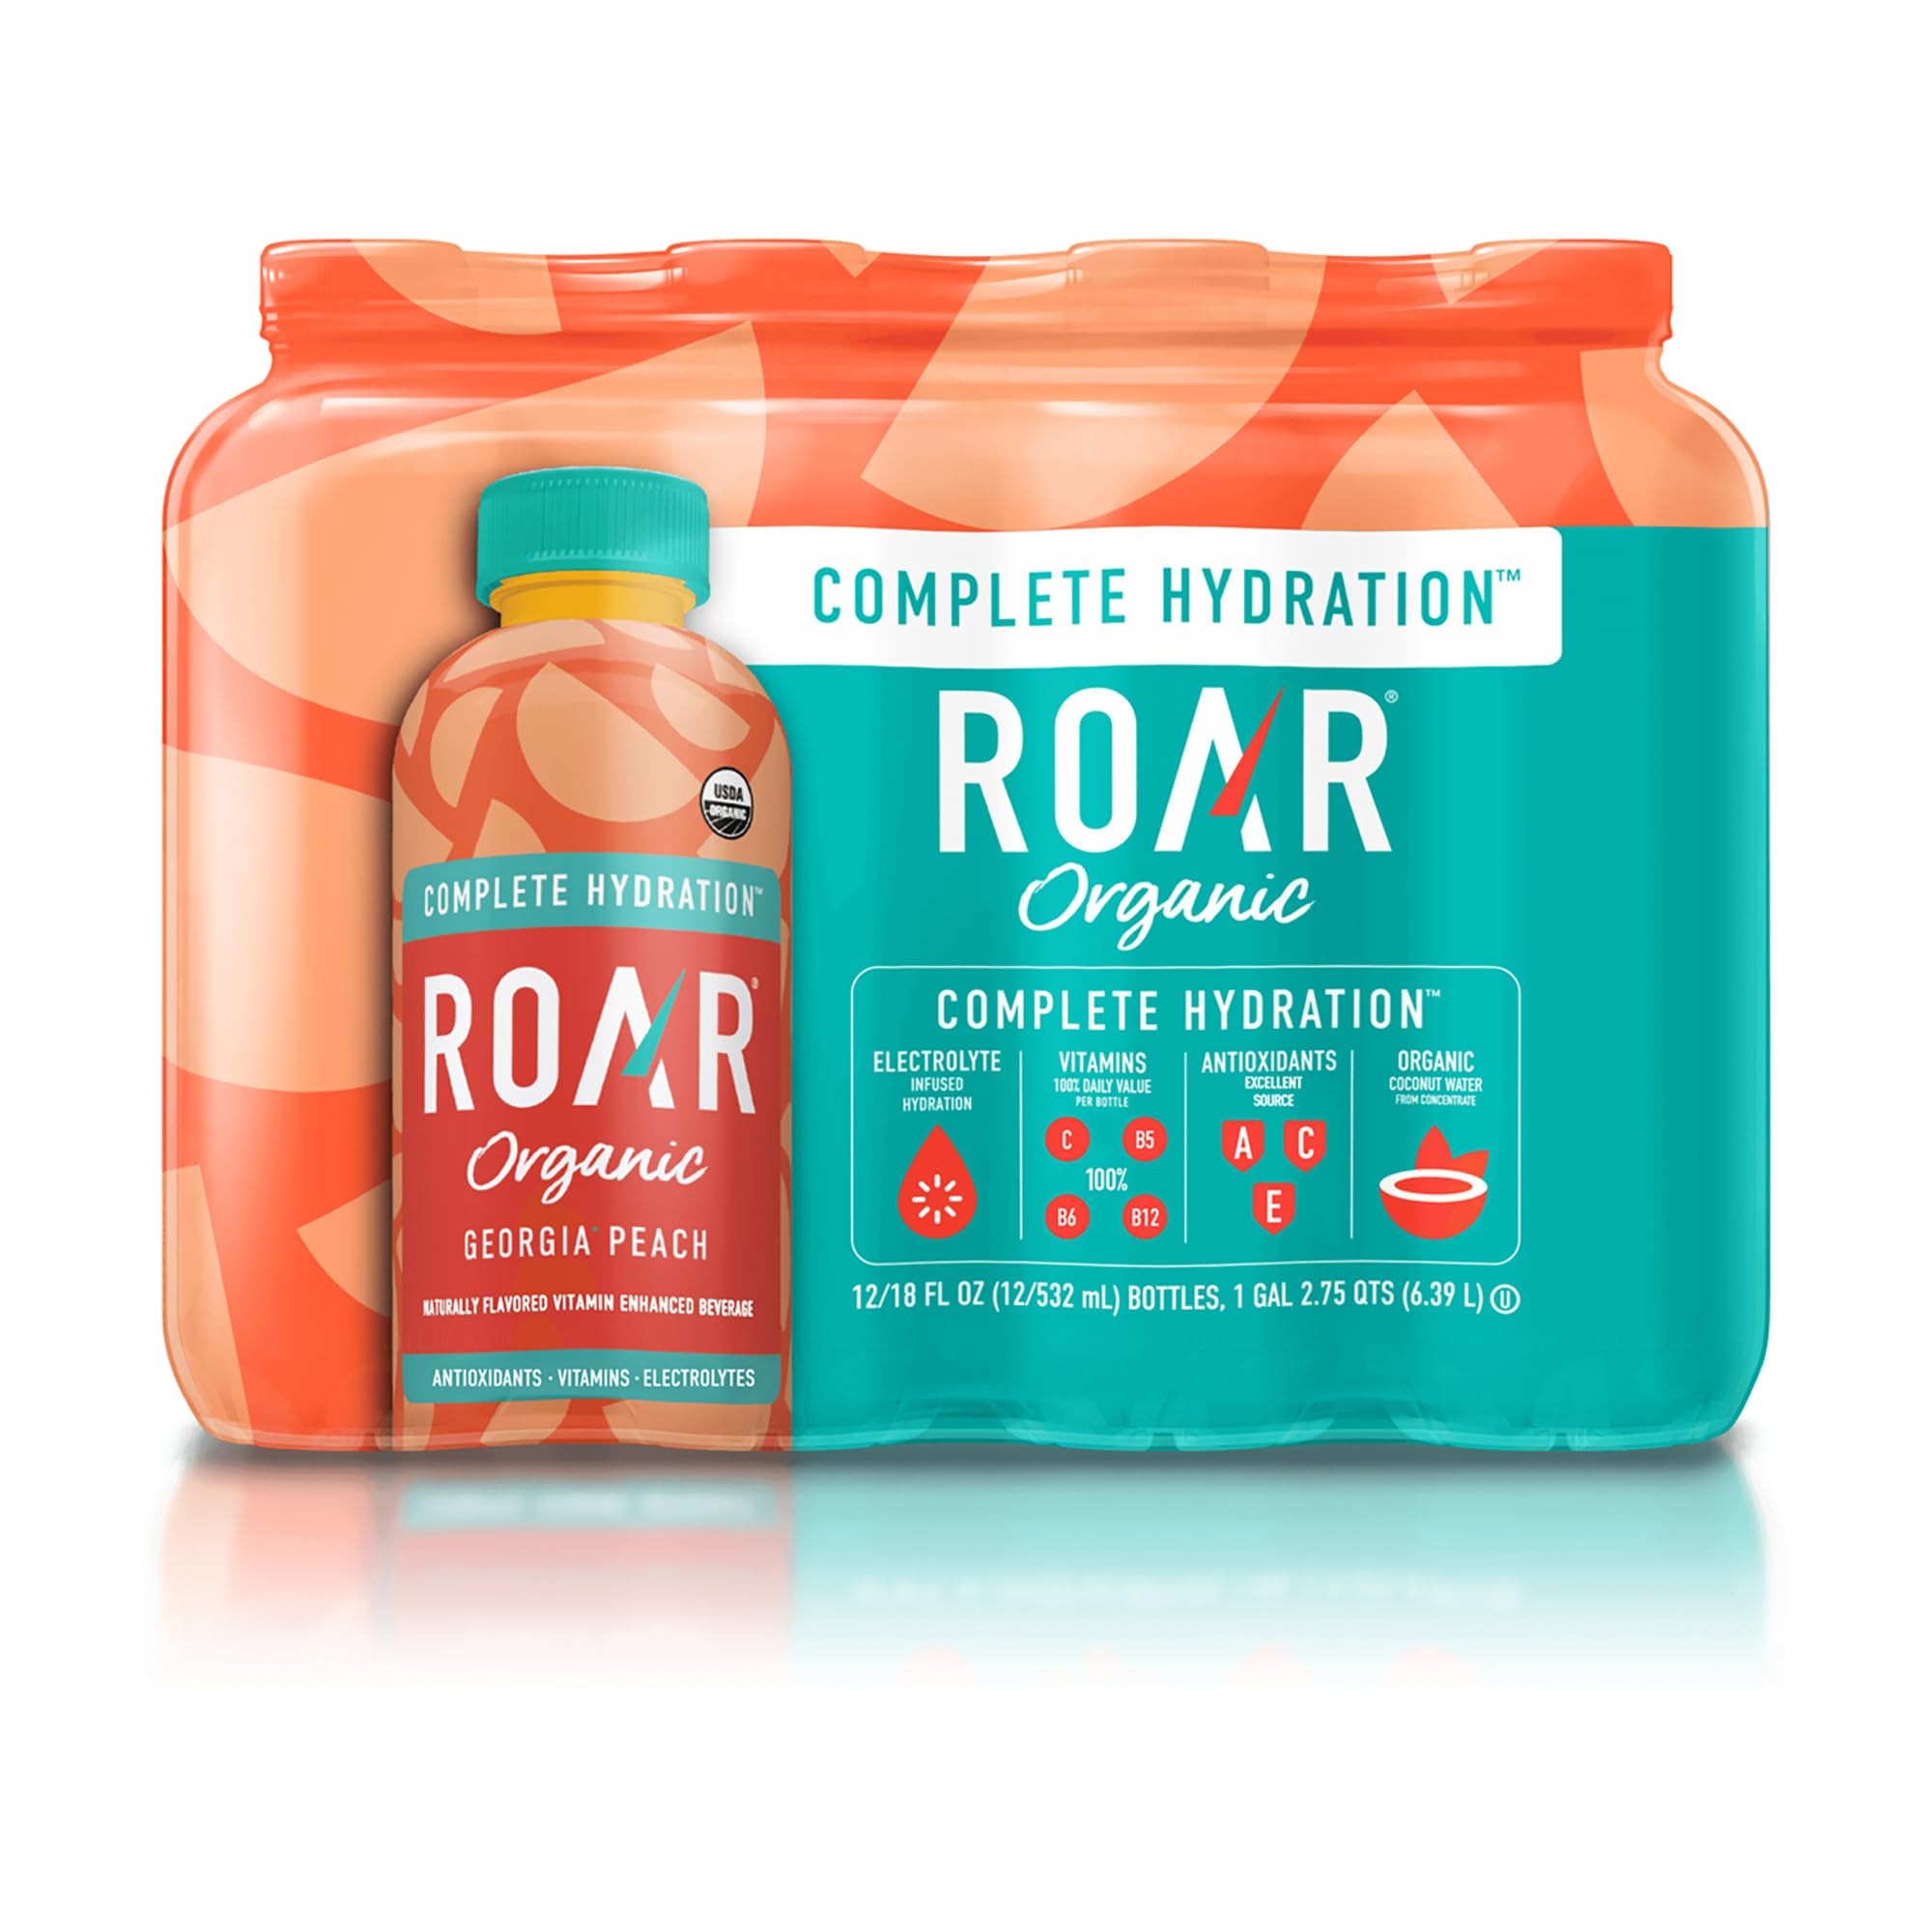 COMPLETE HYDRATION™
ROAR®
Organic
COMPLETE HYDRATION™
ELECTROLYTE
INFUSED
HYDRATION
VITAMINS
100% DAILY VALUE
PER BOTTLE
C
B5
100%
B6
B12
ANTIOXIDANTS
EXCELLENT
SOURCE
A
C
E
ORGANIC
COCONUT WATER
FROM CONCENTRATE
12/18 FL OZ (12/532 mL) BOTTLES, 1 GAL 2.75 QTS (6.39 L) Ⓤ
USDA
ORGANIC
COMPLETE HYDRATION™
ROAR®
Organic
GEORGIA PEACH
NATURALLY FLAVORED VITAMIN ENHANCED BEVERAGE
ANTIOXIDANTS · VITAMINS · ELECTROLYTES